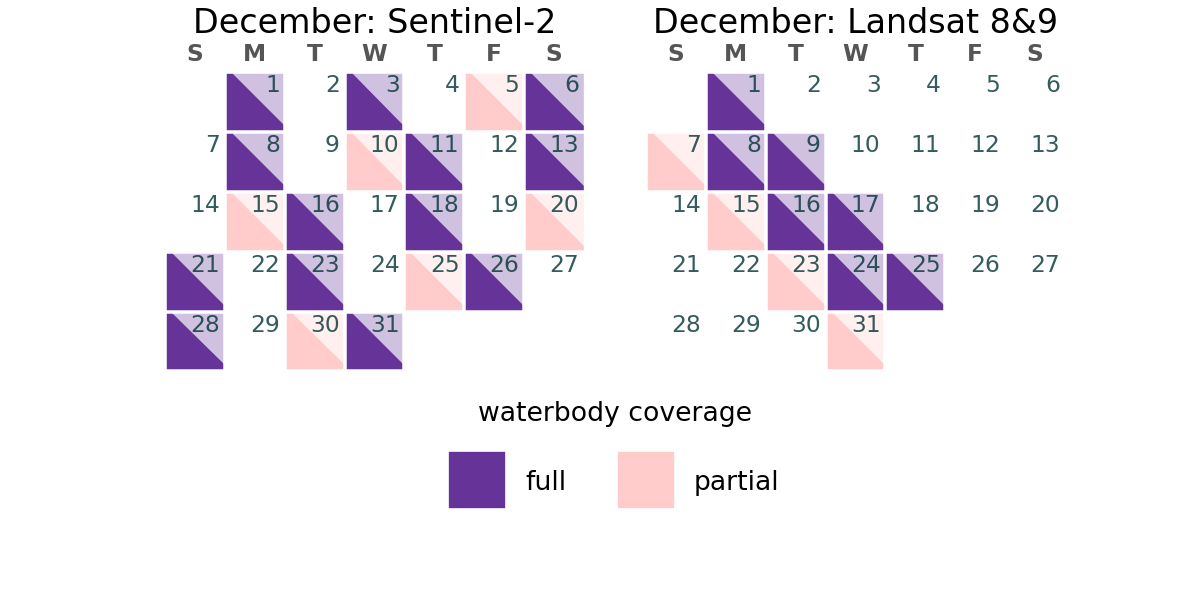 December: Sentinel-2
S M T W T F S
1 2 3 4 5 6
7 8 9 10 11 12 13
14 15 16 17 18 19 20
21 22 23 24 25 26 27
28 29 30 31
December: Landsat 8&9
S M T W T F S
1 2 3 4 5 6
7 8 9 10 11 12 13
14 15 16 17 18 19 20
21 22 23 24 25 26 27
28 29 30 31
waterbody coverage
full partial